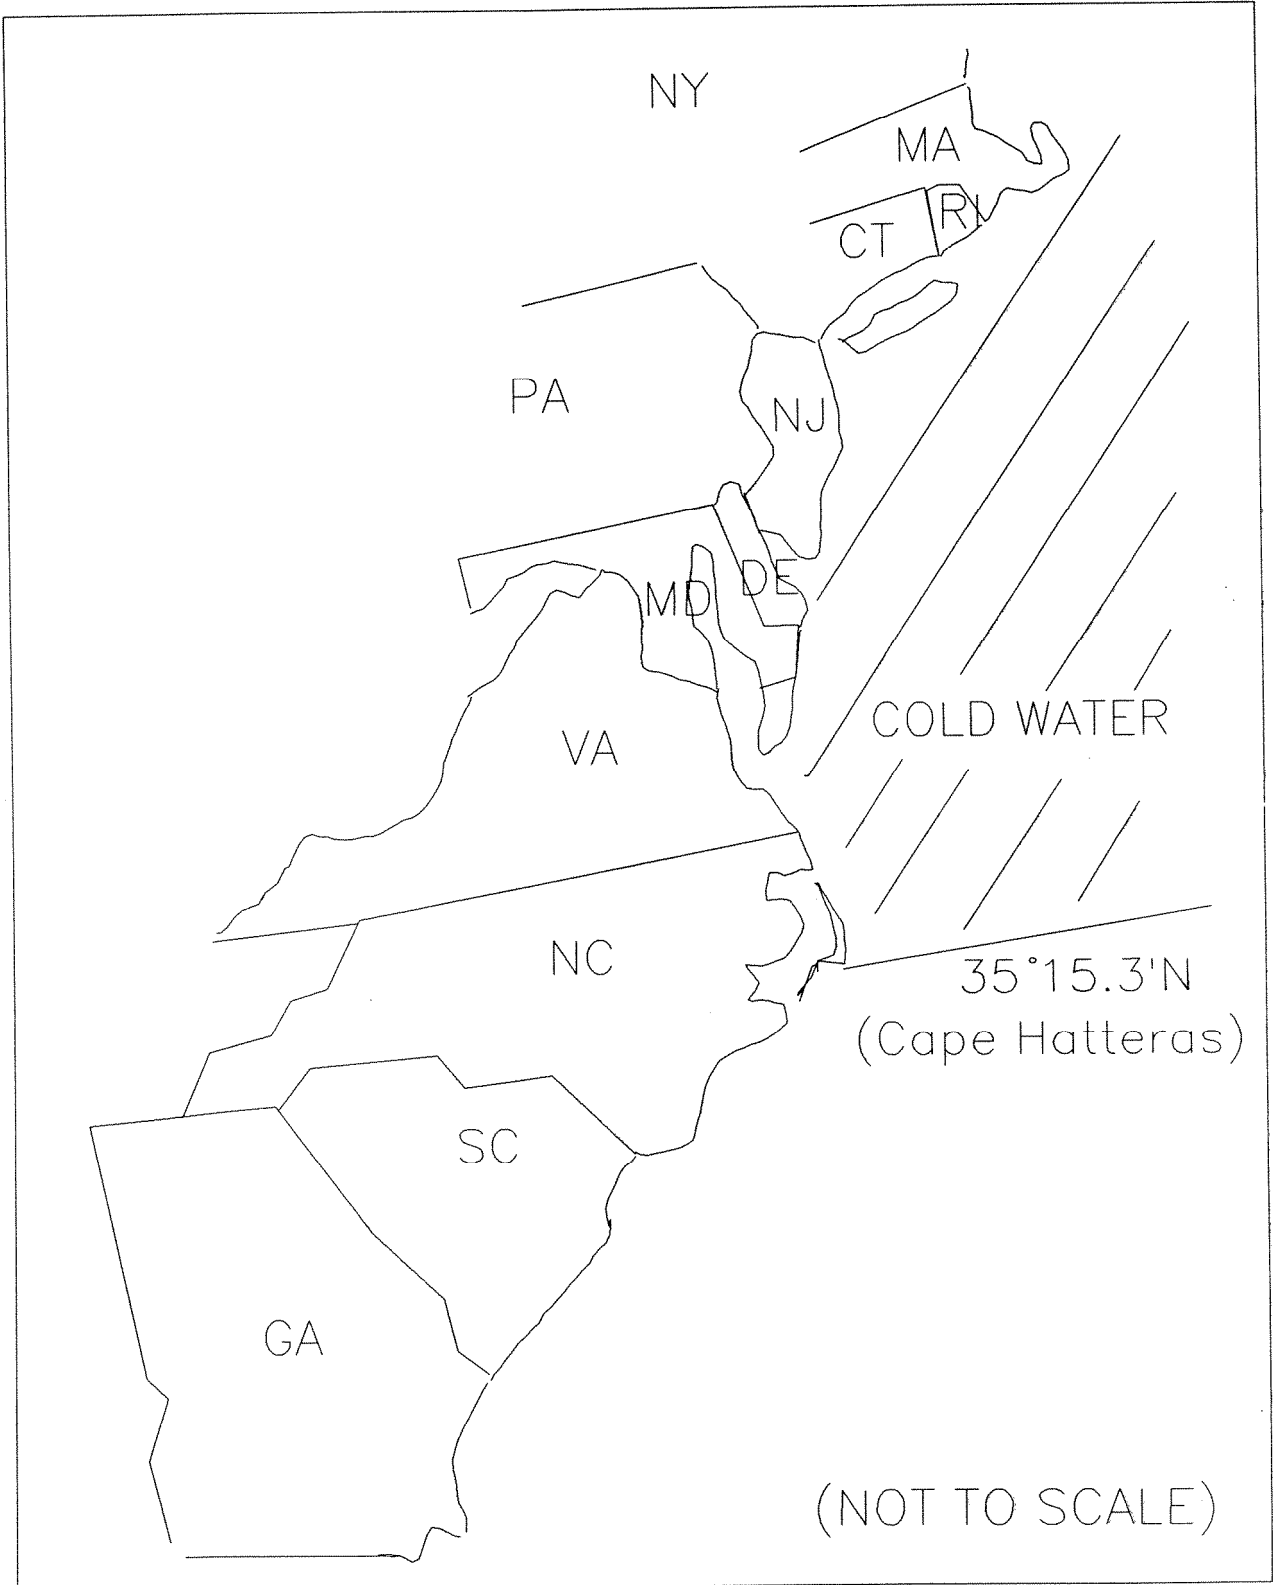 NY
MA
RI
CT
PA
NJ
DE
MD
COLD WATER
VA
NC
35°15.3'N
(Cape Hatteras)
SC
GA
(NOT TO SCALE)